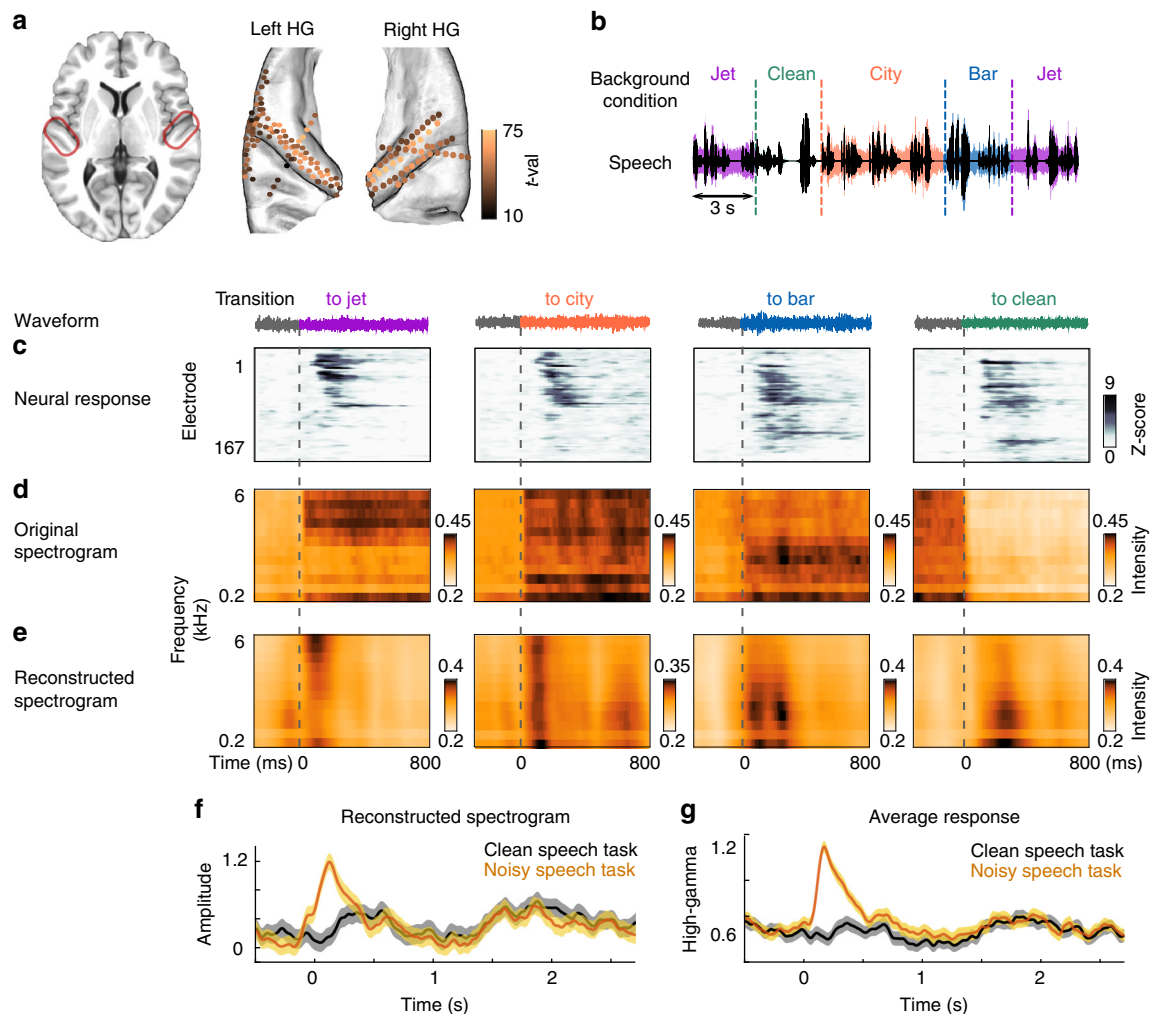 a
Left HG
Right HG
75
t-val
10
b
Background
condition
Jet
Clean
City
Bar
Jet
Speech
3 s
Transition
to jet
to city
to bar
to clean
Waveform
c
Neural response
Electrode
1
167
9
0
Z-score
d
Original
spectrogram
6
0.2
0.45
0.2
0.45
0.2
0.45
0.2
0.45
0.2
Intensity
Frequency
(kHz)
e
Reconstructed
spectrogram
6
0.2
0.4
0.2
0.35
0.2
0.4
0.2
0.4
0.2
Intensity
Time (ms) 0 800 0 800 0 800 0 800 (ms)
f
Reconstructed spectrogram
Clean speech task
Noisy speech task
Amplitude
1.2
0
0 1 2
Time (s)
g
Average response
Clean speech task
Noisy speech task
High-gamma
1.2
0.6
0 1 2
Time (s)